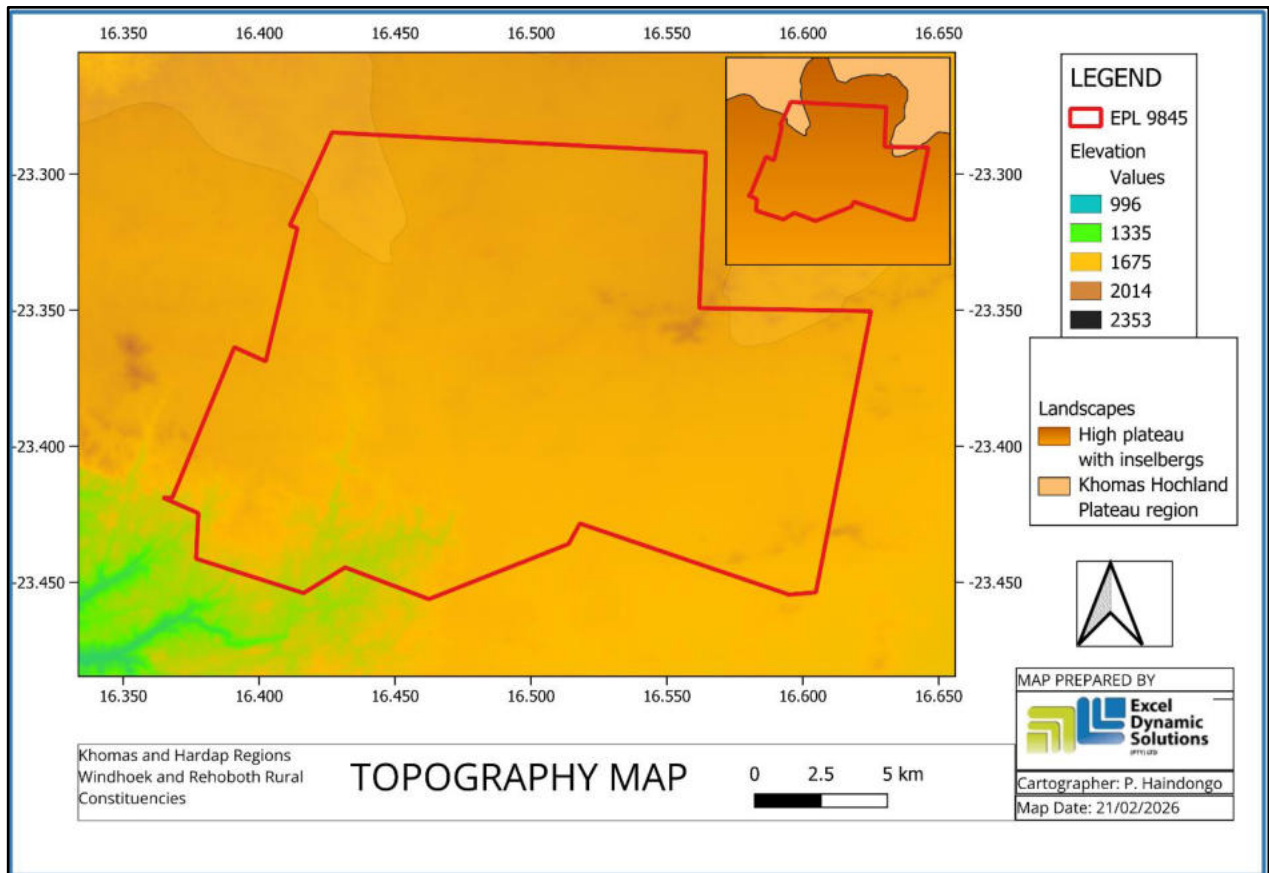 16.350 16.400 16.450 16.500 16.550 16.600 16.650
-23.300
-23.350
-23.400
-23.450
-23.300
-23.350
-23.400
-23.450
16.350 16.400 16.450 16.500 16.550 16.600 16.650
LEGEND
EPL 9845
Elevation
Values
996
1335
1675
2014
2353
Landscapes
High plateau
with inselbergs
Khomas Hochland
Plateau region
Khomas and Hardap Regions
Windhoek and Rehoboth Rural
Constituencies
TOPOGRAPHY MAP
0 2.5 5 km
MAP PREPARED BY
Excel
Dynamic
Solutions
(PTY) LTD
Cartographer: P. Haindongo
Map Date: 21/02/2026